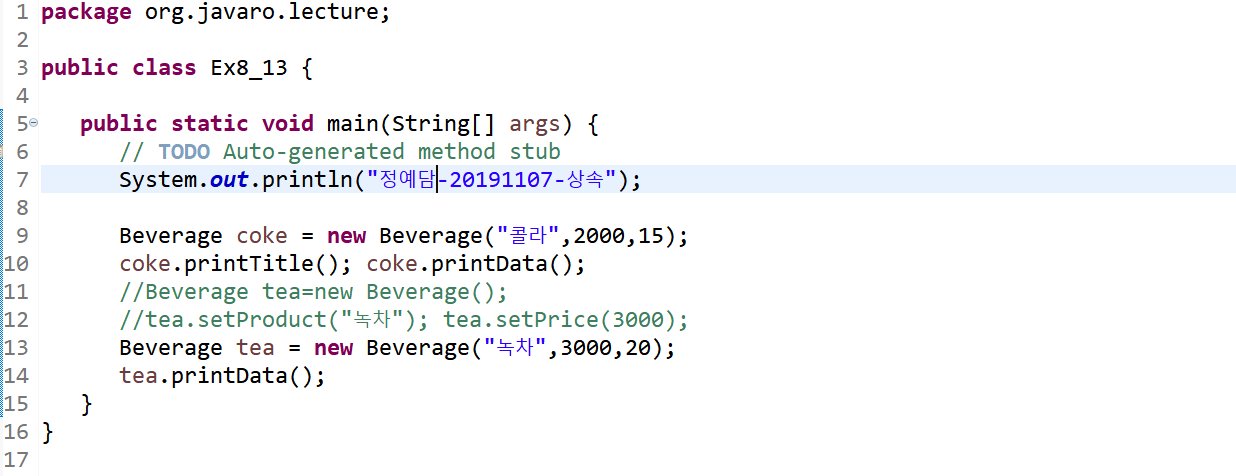 1 package org.javaro.lecture;
2
3 public class Ex8_13 {
4
5 public static void main(String[] args) {
6 // TODO Auto-generated method stub
7 System.out.println("정예담-20191107-상속");
8
9 Beverage coke = new Beverage("콜라",2000,15);
10 coke.printTitle(); coke.printData();
11 //Beverage tea=new Beverage();
12 //tea.setProduct("녹차"); tea.setPrice(3000);
13 Beverage tea = new Beverage("녹차",3000,20);
14 tea.printData();
15 }
16 }
17